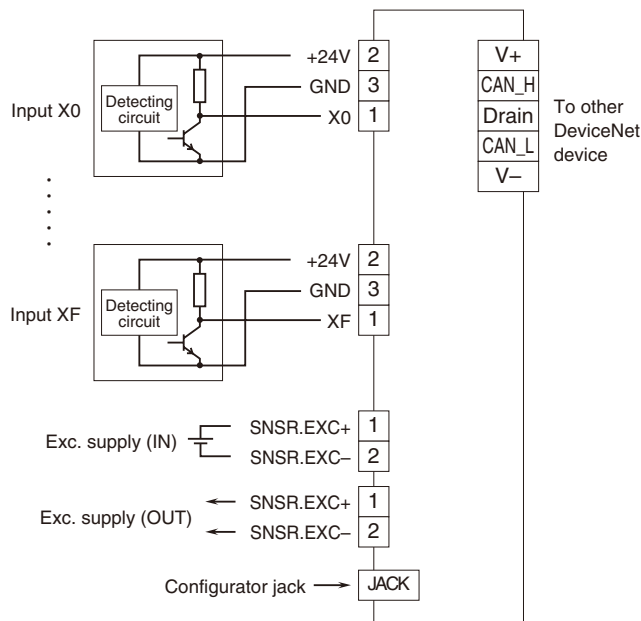 +24V 2
GND 3
X0 1
Input X0
Detecting
circuit
V+
CAN_H
Drain
CAN_L
V–
To other
DeviceNet
device
+24V 2
GND 3
XF 1
Input XF
Detecting
circuit
Exc. supply (IN)
SNSR.EXC+ 1
SNSR.EXC– 2
Exc. supply (OUT)
SNSR.EXC+ 1
SNSR.EXC– 2
Configurator jack
JACK